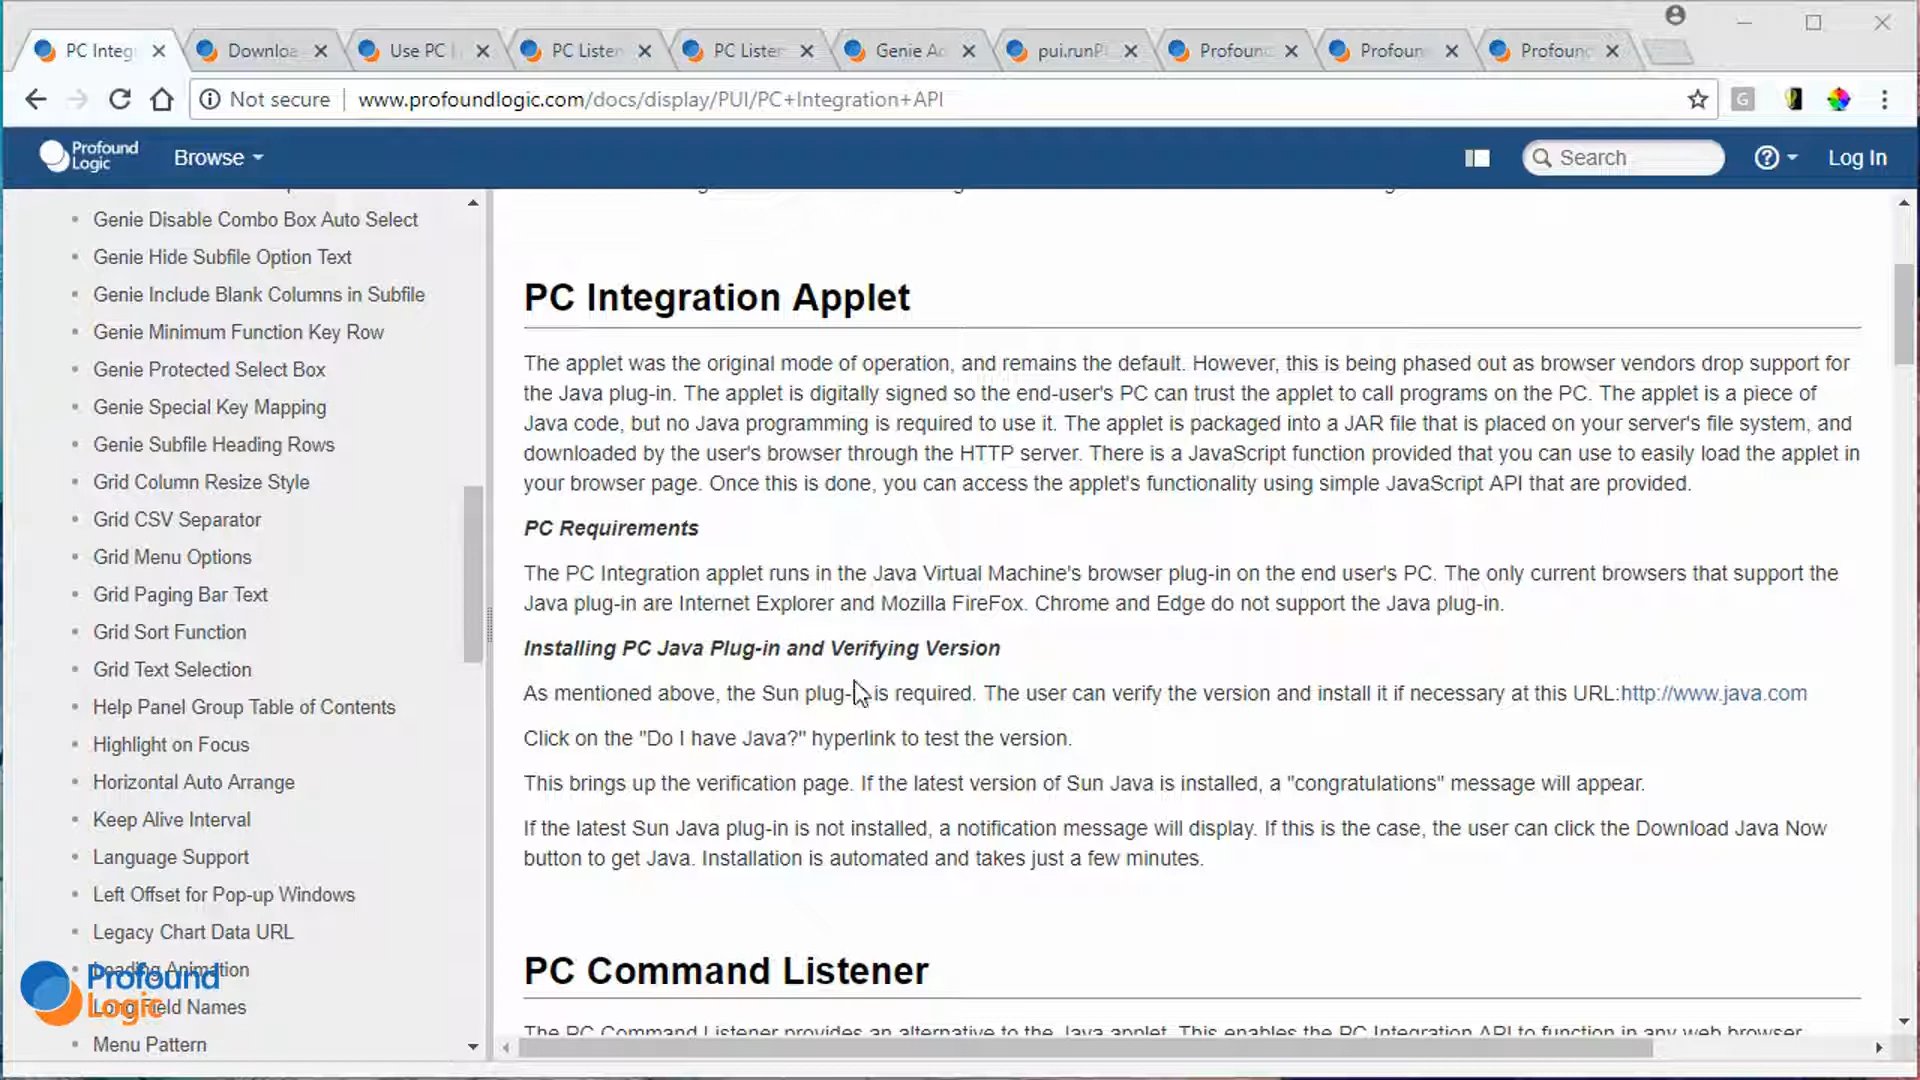 PC Integ
Downloa
Use PC I
PC Listen
PC Listen
Genie Ad
pui.runP
Profound
Profound
Profound
Not secure
www.profoundlogic.com/docs/display/PUI/PC+Integration+API
G
Profound
Logic
Browse
Search
Log In
Genie Disable Combo Box Auto Select
Genie Hide Subfile Option Text
Genie Include Blank Columns in Subfile
Genie Minimum Function Key Row
Genie Protected Select Box
Genie Special Key Mapping
Genie Subfile Heading Rows
Grid Column Resize Style
Grid CSV Separator
Grid Menu Options
Grid Paging Bar Text
Grid Sort Function
Grid Text Selection
Help Panel Group Table of Contents
Highlight on Focus
Horizontal Auto Arrange
Keep Alive Interval
Language Support
Left Offset for Pop-up Windows
Legacy Chart Data URL
Loading Animation
Long Field Names
Menu Pattern
Profound
Logic
PC Integration Applet
The applet was the original mode of operation, and remains the default. However, this is being phased out as browser vendors drop support for
the Java plug-in. The applet is digitally signed so the end-user's PC can trust the applet to call programs on the PC. The applet is a piece of
Java code, but no Java programming is required to use it. The applet is packaged into a JAR file that is placed on your server's file system, and
downloaded by the user's browser through the HTTP server. There is a JavaScript function provided that you can use to easily load the applet in
your browser page. Once this is done, you can access the applet's functionality using simple JavaScript API that are provided.
PC Requirements
The PC Integration applet runs in the Java Virtual Machine's browser plug-in on the end user's PC. The only current browsers that support the
Java plug-in are Internet Explorer and Mozilla FireFox. Chrome and Edge do not support the Java plug-in.
Installing PC Java Plug-in and Verifying Version
As mentioned above, the Sun plug-in is required. The user can verify the version and install it if necessary at this URL:http://www.java.com
Click on the "Do I have Java?" hyperlink to test the version.
This brings up the verification page. If the latest version of Sun Java is installed, a "congratulations" message will appear.
If the latest Sun Java plug-in is not installed, a notification message will display. If this is the case, the user can click the Download Java Now
button to get Java. Installation is automated and takes just a few minutes.
PC Command Listener
The PC Command Listener provides an alternative to the Java applet. This enables the PC Integration API to function in any web browser